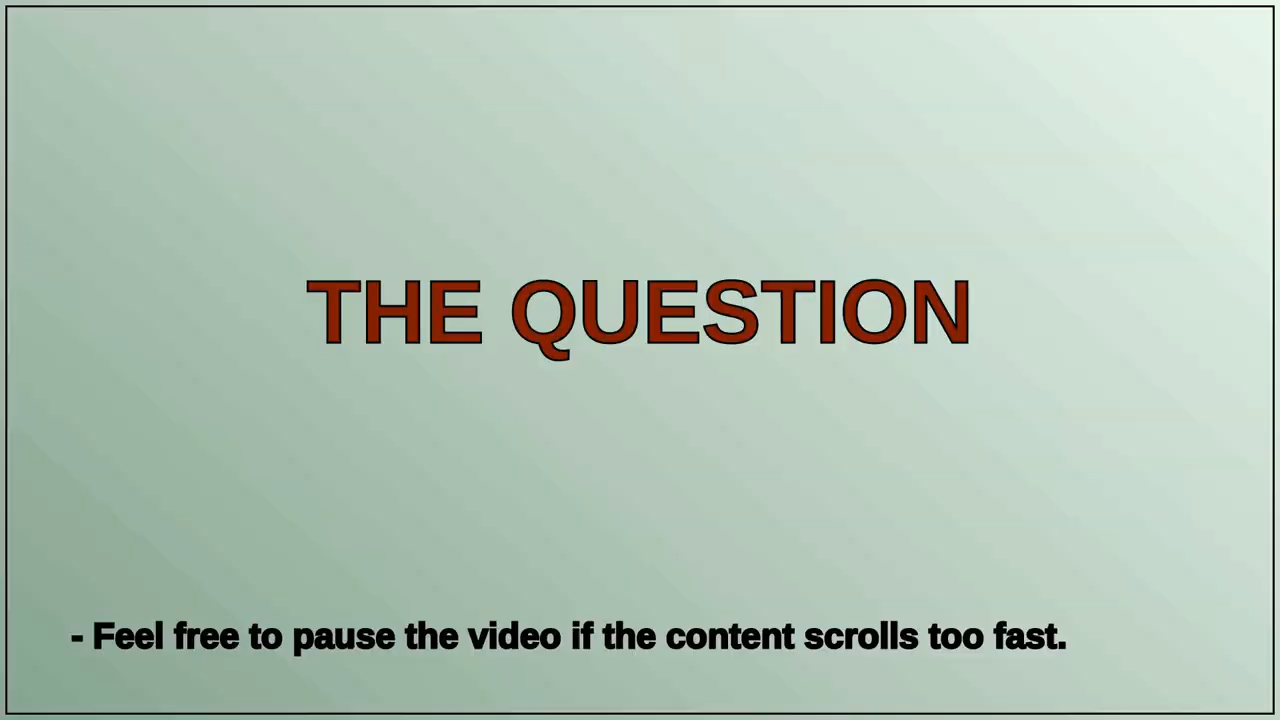 THE QUESTION
- Feel free to pause the video if the content scrolls too fast.